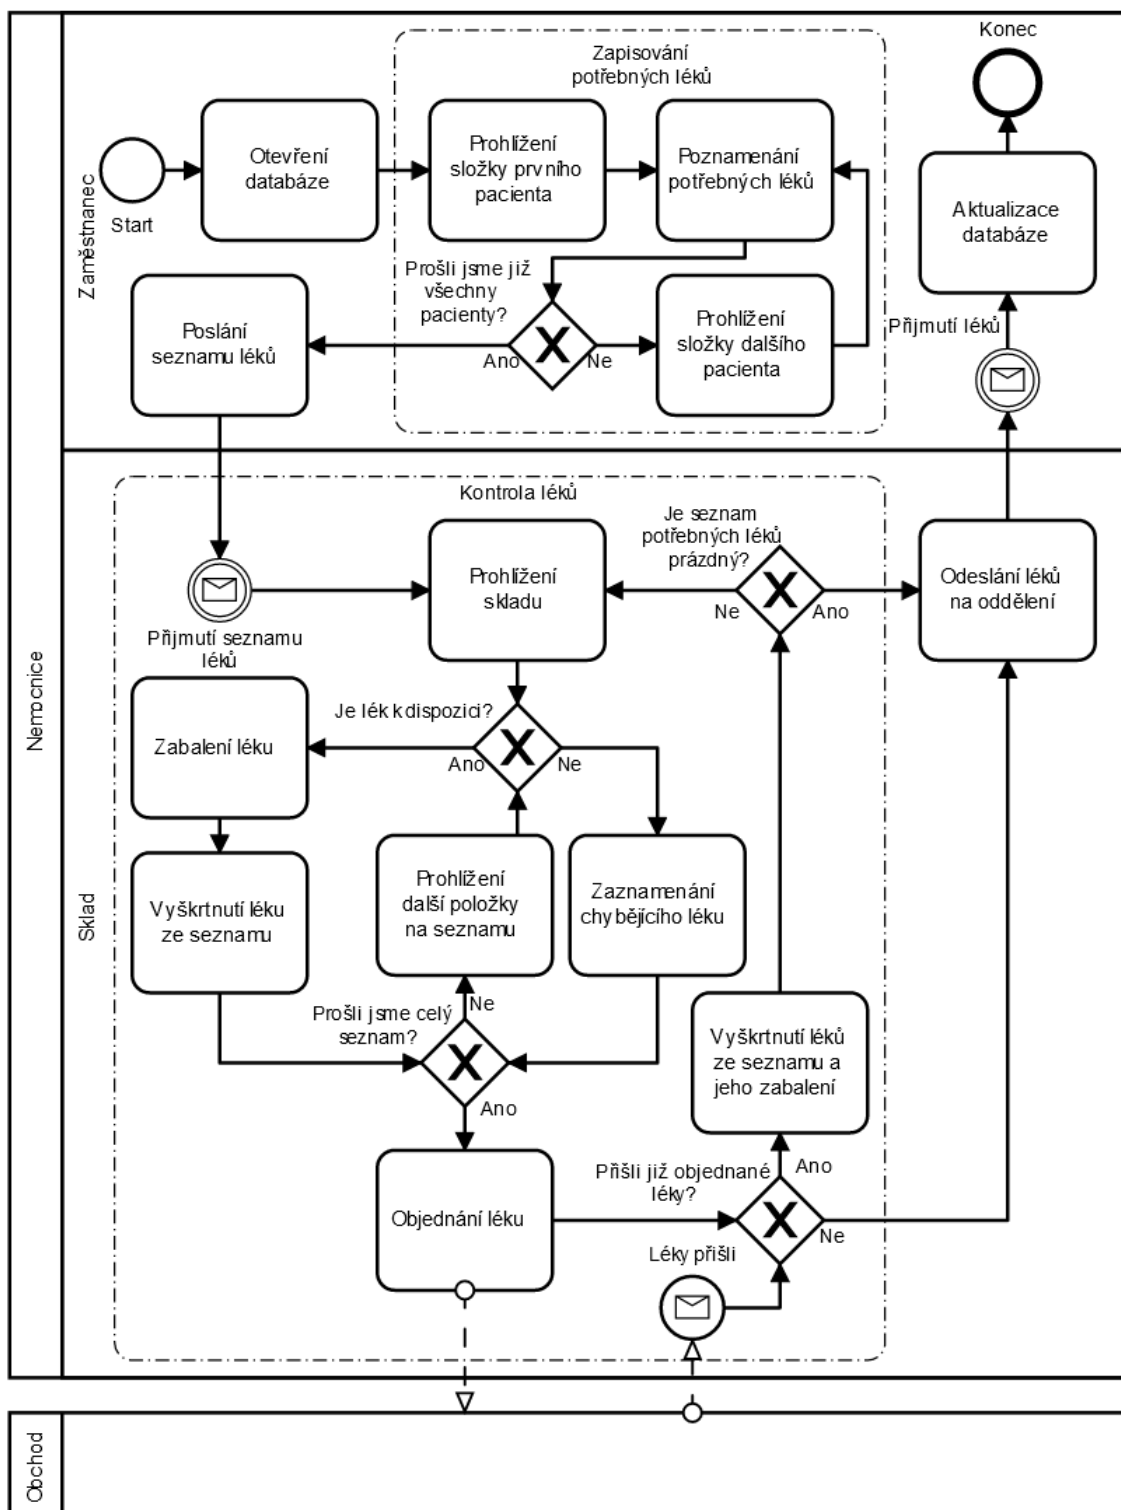 Konec
Zapisování
potřebných léků
Otevření
databáze
Prohlížení
složky prvního
pacienta
Poznamenání
potřebných léků
Aktualizace
databáze
Start
Zaměstnanec
Prošli jsme již
všechny
pacienty?
Poslání
seznamu léků
Ano
Ne
Prohlížení
složky dalšího
pacienta
Přijmutí léků
Nemocnice
Kontrola léků
Je seznam
potřebných léků
prázdný?
Prohlížení
skladu
Ne
Ano
Odeslání léků
na oddělení
Přijmutí seznamu
léků
Je lék k dispozici?
Zabalení léku
Ano
Ne
Sklad
Vyškrtnutí léku
ze seznamu
Prohlížení
další položky
na seznamu
Zaznamenání
chybějícího léku
Ne
Prošli jsme celý
seznam?
Ano
Vyškrtnutí léků
ze seznamu a
jeho zabalení
Objednání léku
Přišli již objednané
léky?
Ano
Ne
Léky přišli
Obchod